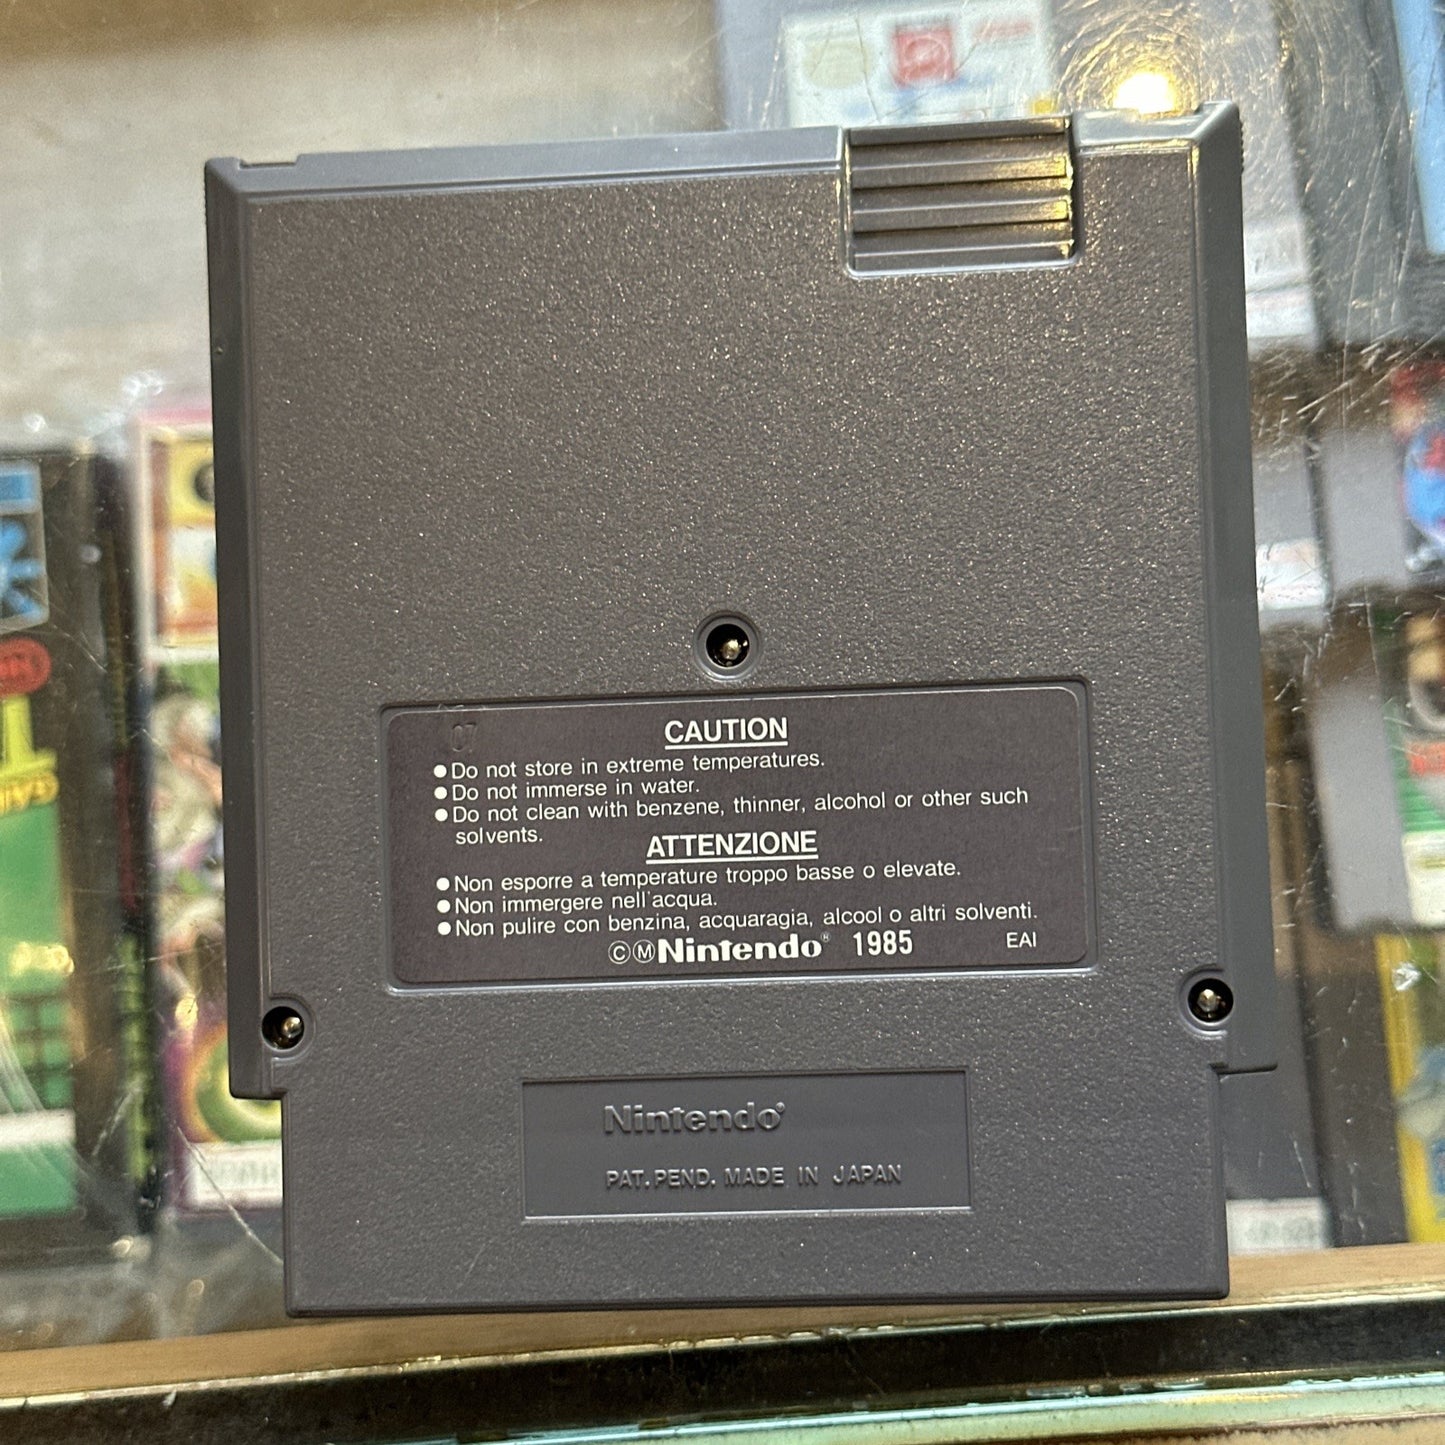 07
CAUTION
●Do not store in extreme temperatures.
●Do not immerse in water.
●Do not clean with benzene, thinner, alcohol or other such
solvents.
ATTENZIONE
●Non esporre a temperature troppo basse o elevate.
●Non immergere nell'acqua.
●Non pulire con benzina, acquaragia, alcool o altri solventi.
©ⓂNintendo® 1985 EAI
Nintendo®
PAT. PEND. MADE IN JAPAN